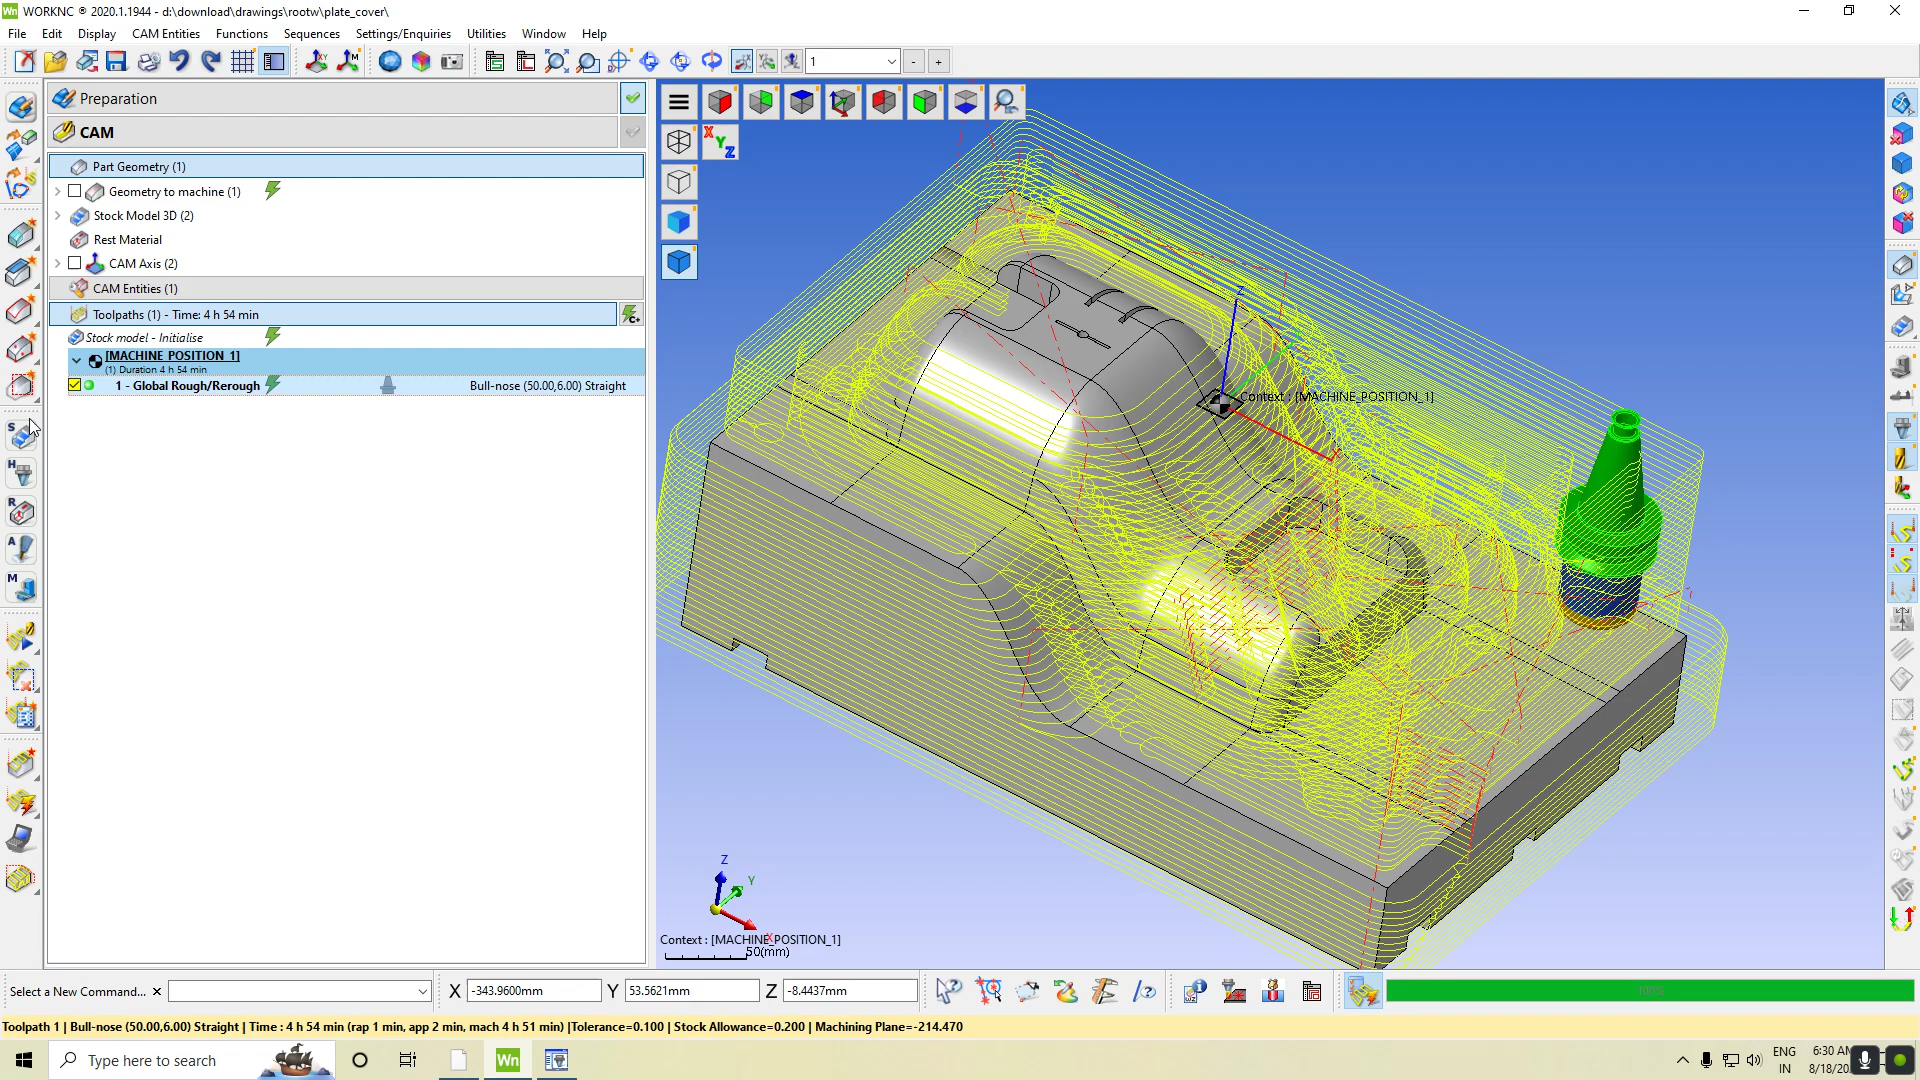 WORKNC ® 2020.1.1944 - d:\download\drawings\rootw\plate_cover\
File Edit Display CAM Entities Functions Sequences Settings/Enquiries Utilities Window Help
1
Preparation
CAM
Part Geometry (1)
Geometry to machine (1)
Stock Model 3D (2)
Rest Material
CAM Axis (2)
CAM Entities (1)
Toolpaths (1) - Time: 4 h 54 min
Stock model - Initialise
[MACHINE_POSITION_1]
(1) Duration 4 h 54 min
1 - Global Rough/Rerough Bull-nose (50.00,6.00) Straight
X Y Z
Z
Context : [MACHINE_POSITION_1]
Z
Y
X
Context : [MACHINE_POSITION_1]
50(mm)
S
H
R
A
M
Select a New Command... X -343.9600mm Y 53.5621mm Z -8.4437mm 100%
Toolpath 1 | Bull-nose (50.00,6.00) Straight | Time : 4 h 54 min (rap 1 min, app 2 min, mach 4 h 51 min) |Tolerance=0.100 | Stock Allowance=0.200 | Machining Plane=-214.470
Type here to search
Wn
ENG
IN
6:30 AM
8/18/20